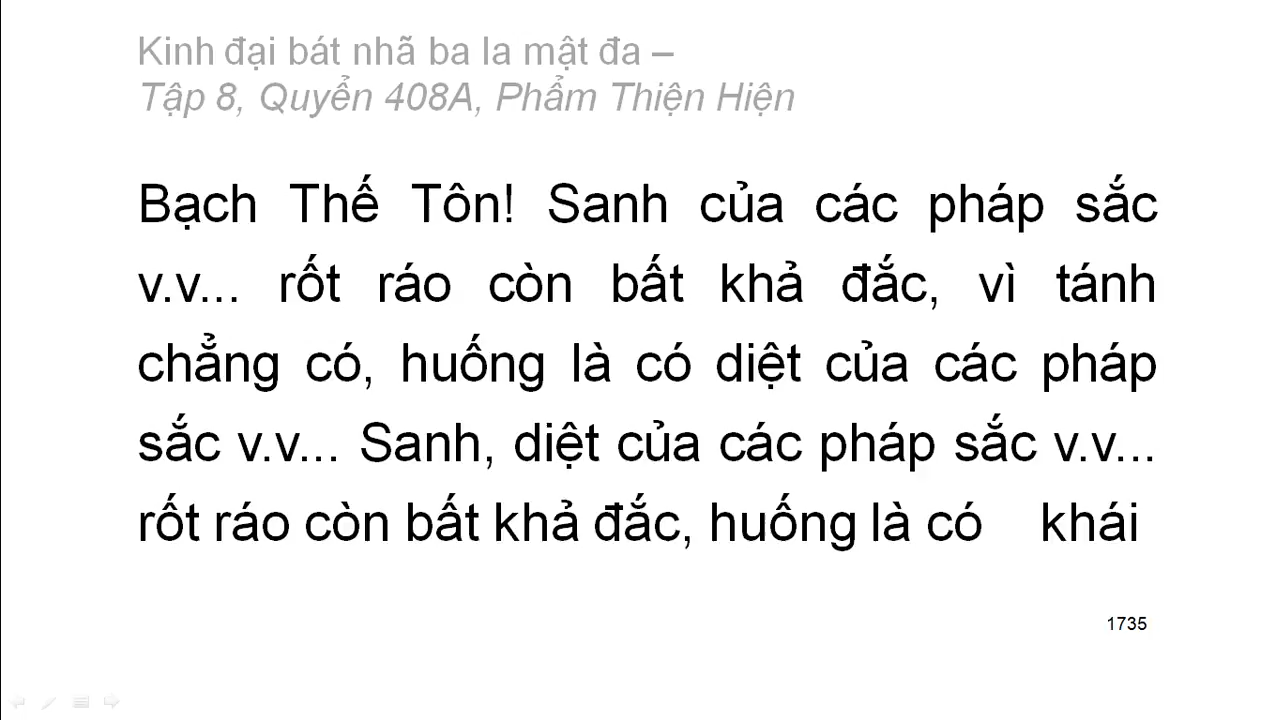 Kinh đại bát nhã ba la mật đa –
Tập 8, Quyển 408A, Phẩm Thiện Hiện
Bạch Thế Tôn! Sanh của các pháp sắc
v.v... rốt ráo còn bất khả đắc, vì tánh
chẳng có, huống là có diệt của các pháp
sắc v.v... Sanh, diệt của các pháp sắc v.v...
rốt ráo còn bất khả đắc, huống là có khái
1735